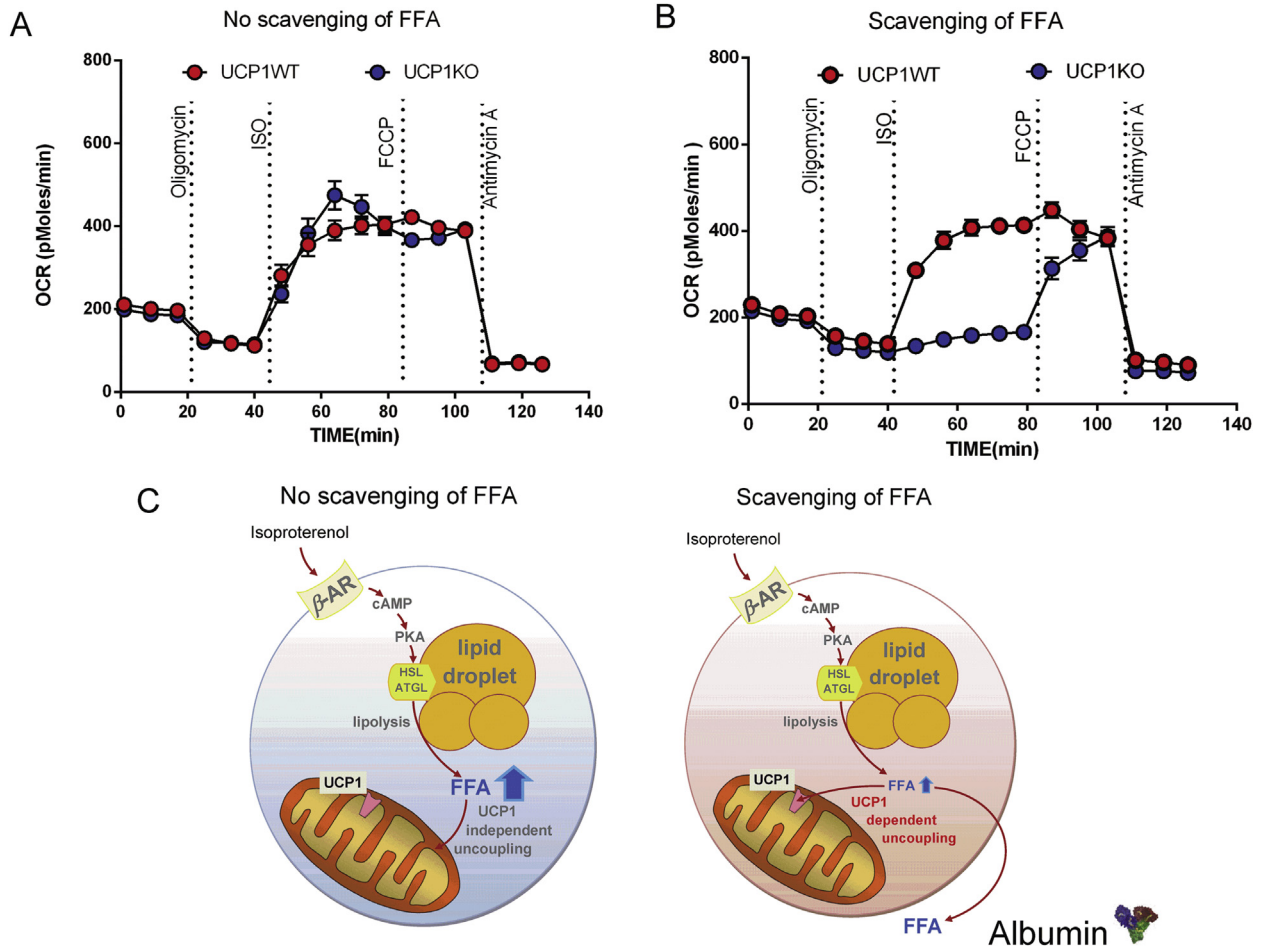 A
No scavenging of FFA
UCP1WT
UCP1KO
OCR (pMoles/min)
800
600
400
200
0
Oligomycin
ISO
FCCP
Antimycin A
0 20 40 60 80 100 120 140
TIME(min)
B
Scavenging of FFA
UCP1WT
UCP1KO
OCR (pMoles/min )
800
600
400
200
0
Oligomycin
ISO
FCCP
Antimycin A
0 20 40 60 80 100 120 140
TIME(min)
C
No scavenging of FFA
Isoproterenol
β-AR
cAMP
PKA
HSL
ATGL
lipid
droplet
lipolysis
FFA
UCP1
UCP1
independent
uncoupling
Scavenging of FFA
Isoproterenol
β-AR
cAMP
PKA
HSL
ATGL
lipid
droplet
lipolysis
FFA
UCP1
UCP1
dependent
uncoupling
FFA
Albumin